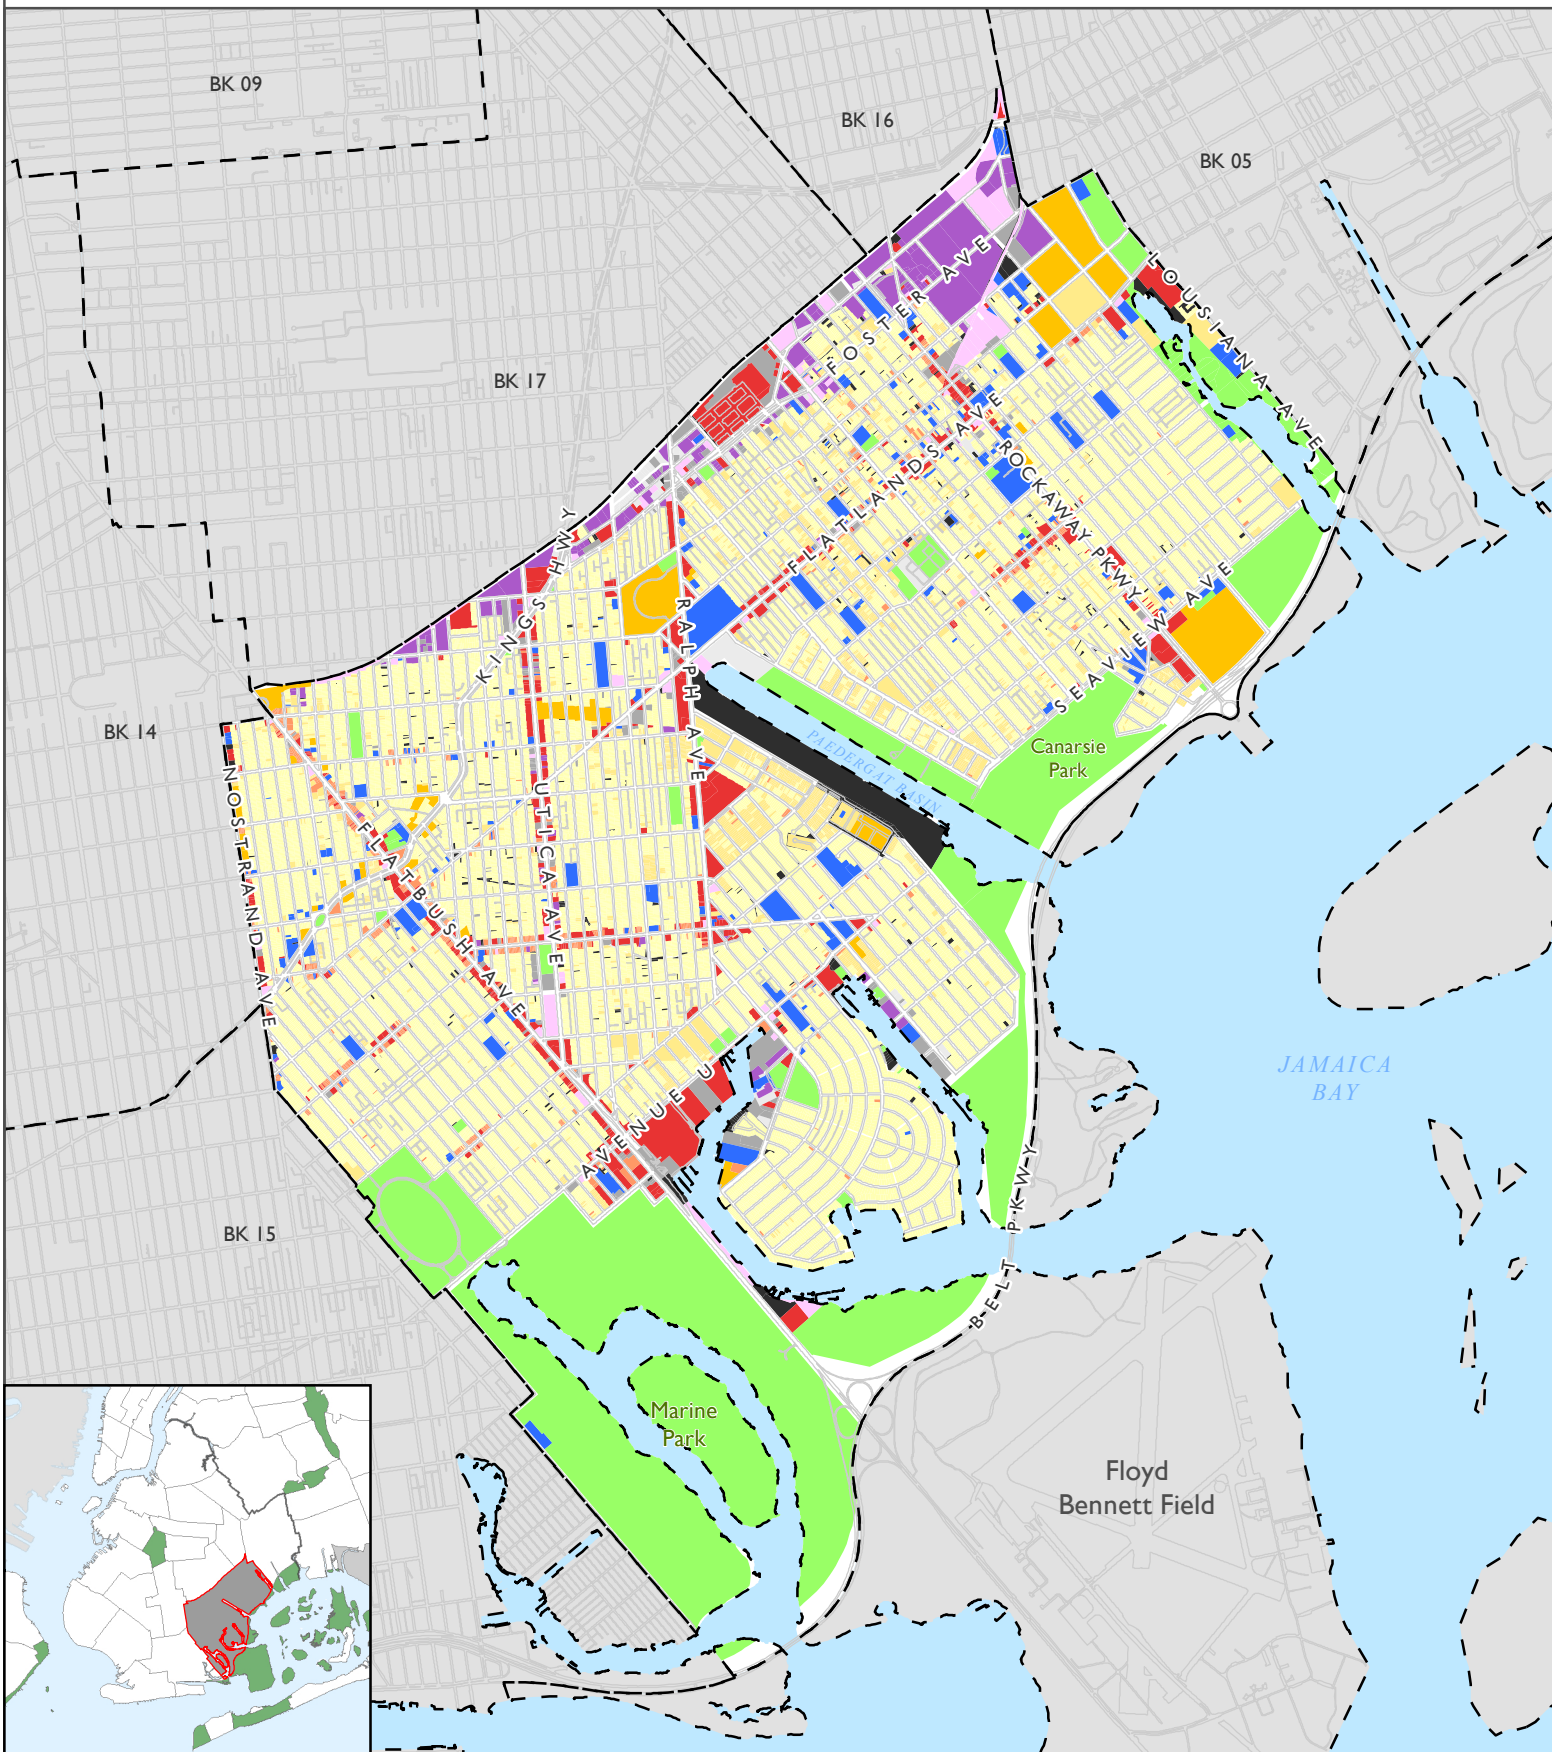 BK 09
BK 16
BK 05
LOUSIANA AVE
FOSTER AVE
BK 17
FLATLANDS AVE
ROCKAWAY PKWY
KINGS HWY
RALPH AVE
SEAVIEW AVE
BK 14
Canarsie
Park
PAEDERGAT BASIN
NOSTRAND AVE
UTICA AVE
FLATBUSH AVE
JAMAICA
BAY
AVENUE U
BELT PKWY
BK 15
Marine
Park
Floyd
Bennett Field